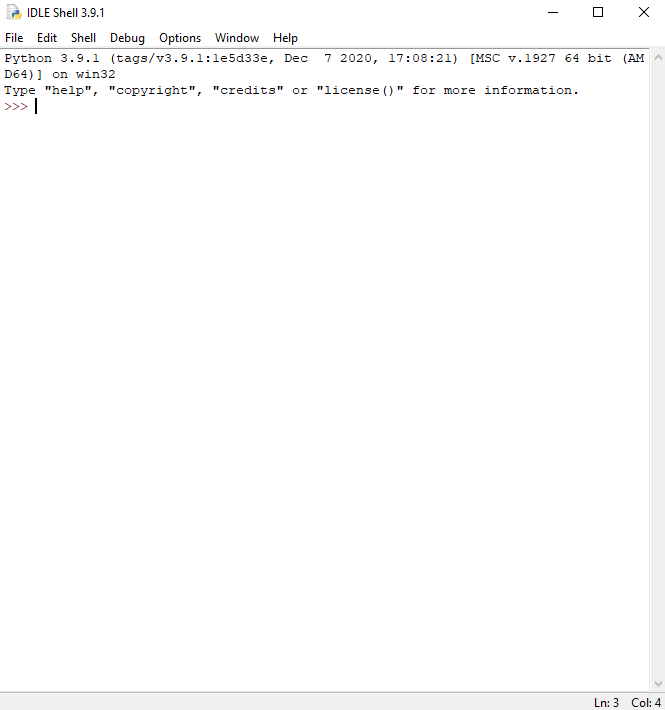 IDLE Shell 3.9.1
File Edit Shell Debug Options Window Help
Python 3.9.1 (tags/v3.9.1:1e5d33e, Dec  7 2020, 17:08:21) [MSC v.1927 64 bit (AM
D64)] on win32
Type "help", "copyright", "credits" or "license()" for more information.
>>>
Ln: 3 Col: 4